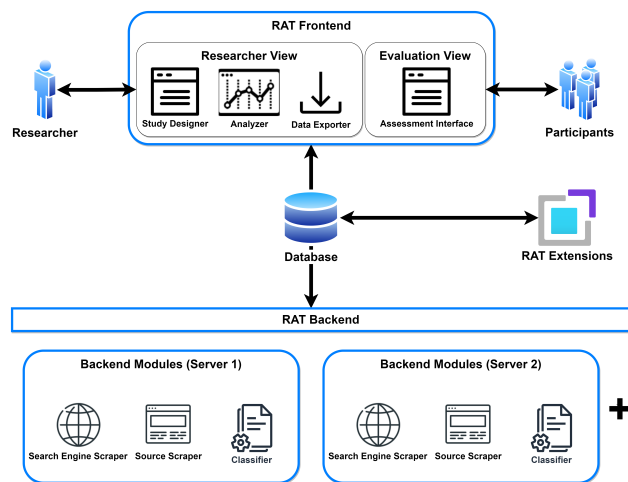 RAT Frontend
Researcher View
Evaluation View
Study Designer
Analyzer
Data Exporter
Assessment Interface
Researcher
Participants
Database
RAT Extensions
RAT Backend
Backend Modules (Server 1)
Backend Modules (Server 2)
Search Engine Scraper
Source Scraper
Classifier
Search Engine Scraper
Source Scraper
Classifier
+